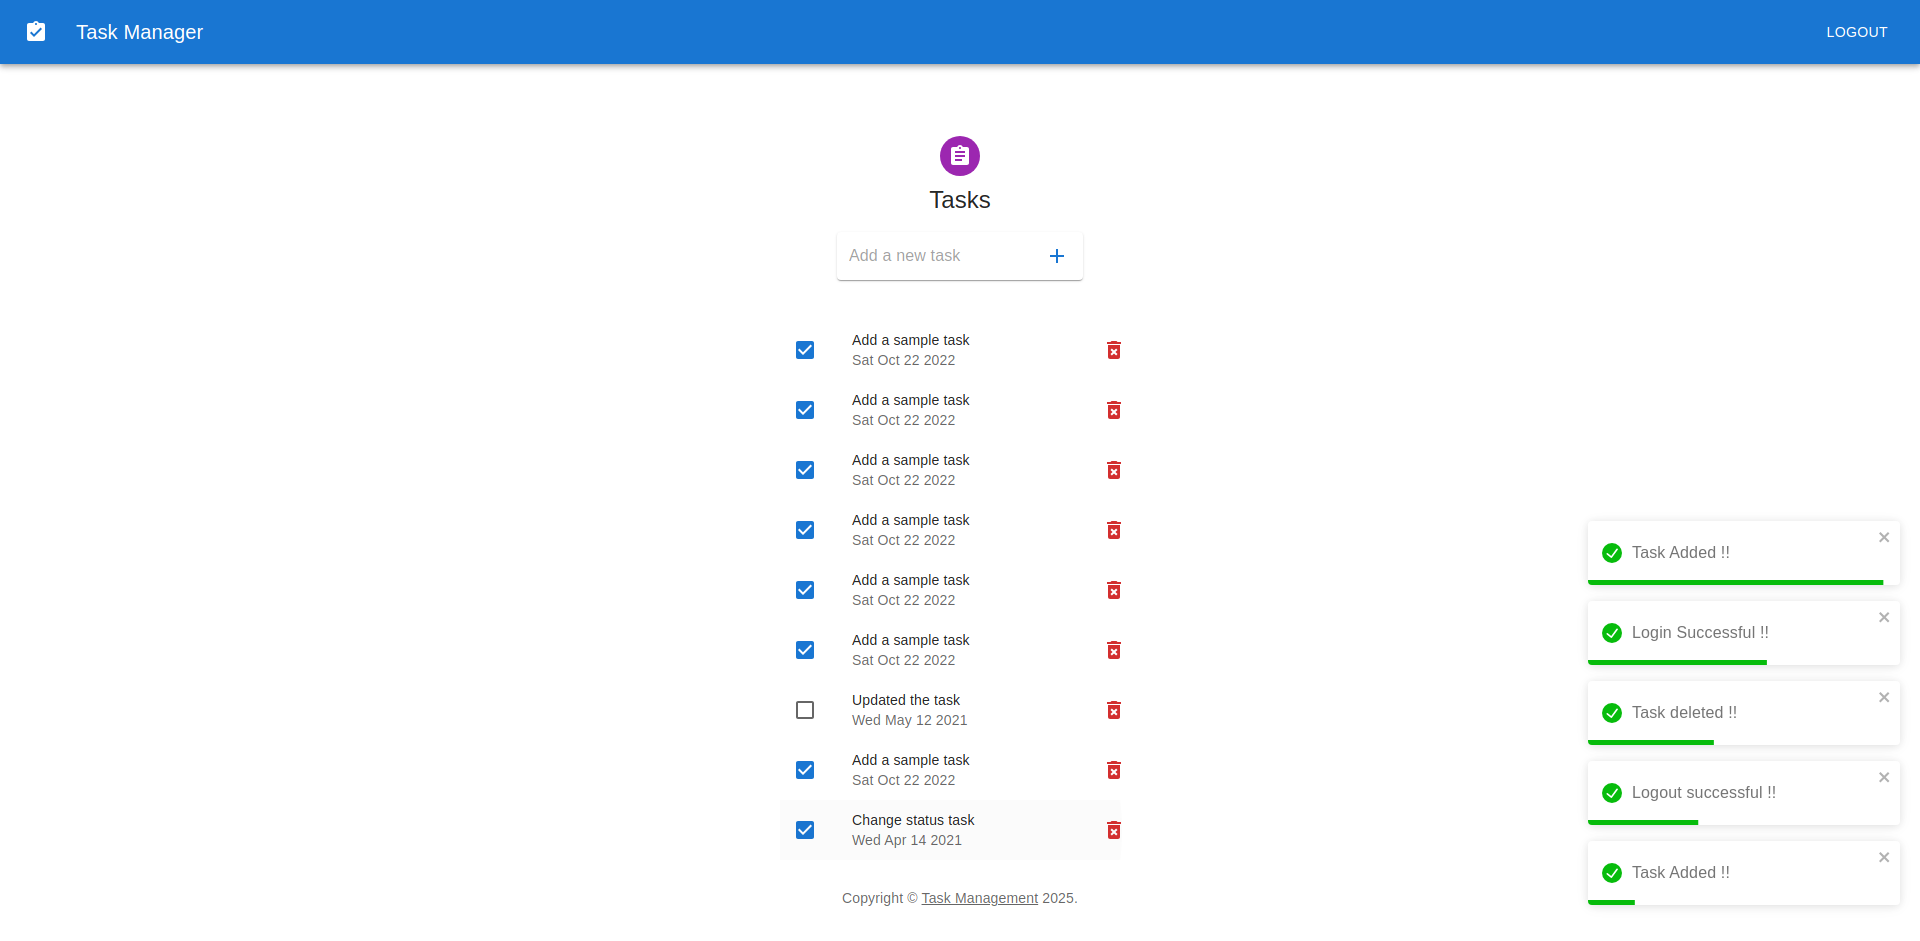 Task Manager
LOGOUT
Tasks
Add a new task
Add a sample task
Sat Oct 22 2022
Add a sample task
Sat Oct 22 2022
Add a sample task
Sat Oct 22 2022
Add a sample task
Sat Oct 22 2022
Add a sample task
Sat Oct 22 2022
Add a sample task
Sat Oct 22 2022
Updated the task
Wed May 12 2021
Add a sample task
Sat Oct 22 2022
Change status task
Wed Apr 14 2021
Copyright © Task Management 2025.
Task Added !!
Login Successful !!
Task deleted !!
Logout successful !!
Task Added !!